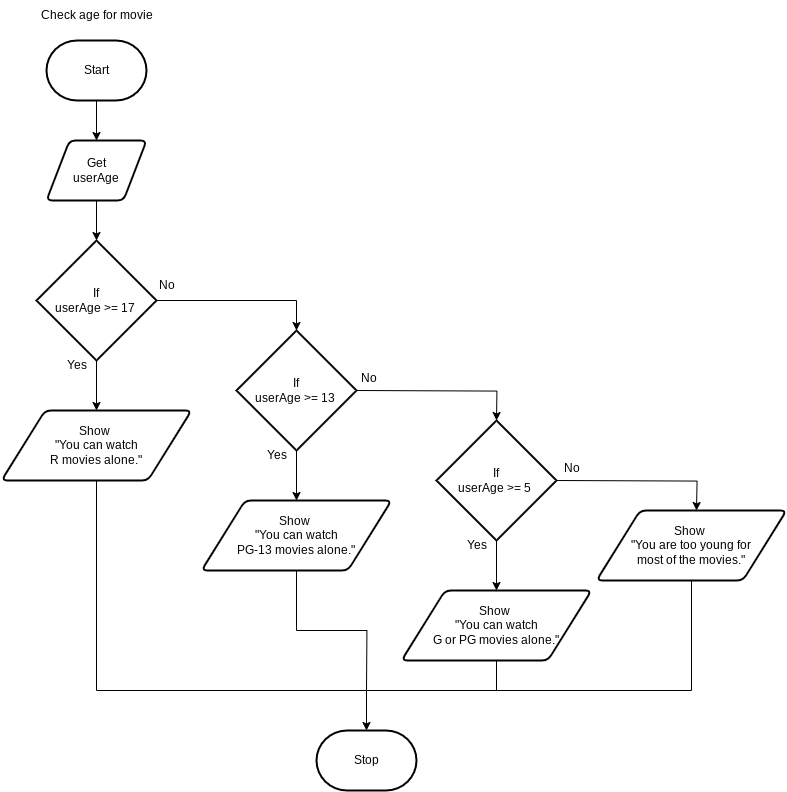 Check age for movie
Start
Get
userAge
If
userAge >= 17
No
Yes
Show
"You can watch
R movies alone."
If
userAge >= 13
No
Yes
Show
"You can watch
PG-13 movies alone."
If
userAge >= 5
No
Yes
Show
"You can watch
G or PG movies alone."
Show
"You are too young for
most of the movies."
Stop